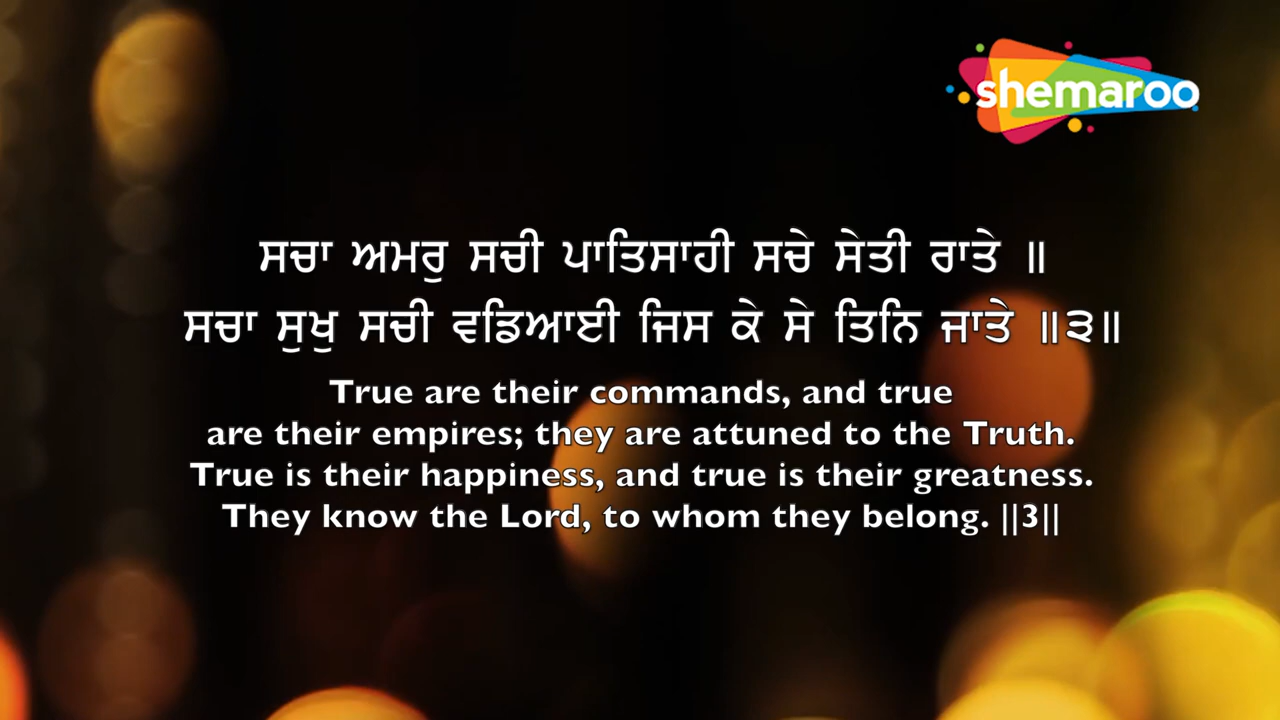 shemaroo
ਸਚਾ ਅਮਰੁ ਸਚੀ ਪਾਤਿਸਾਹੀ ਸਚੇ ਸੇਤੀ ਰਾਤੇ ॥
ਸਚਾ ਸੁਖੁ ਸਚੀ ਵਡਿਆਈ ਜਿਸ ਕੇ ਸੇ ਤਿਨਿ ਜਾਤੇ ॥੩॥
True are their commands, and true
are their empires; they are attuned to the Truth.
True is their happiness, and true is their greatness.
They know the Lord, to whom they belong. ||3||